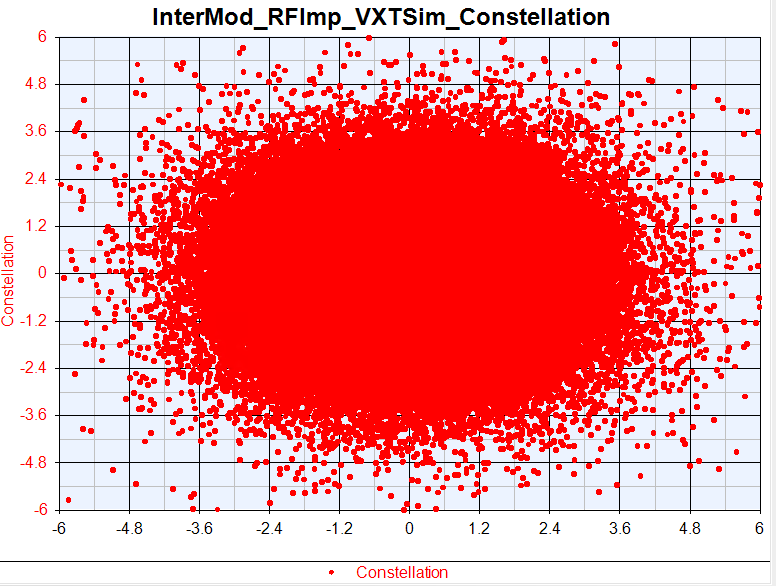 InterMod_RFImp_VXTSim_Constellation
6
4.8
3.6
2.4
1.2
0
-1.2
-2.4
-3.6
-4.8
-6
Constellation
-6 -4.8 -3.6 -2.4 -1.2 0 1.2 2.4 3.6 4.8 6
Constellation